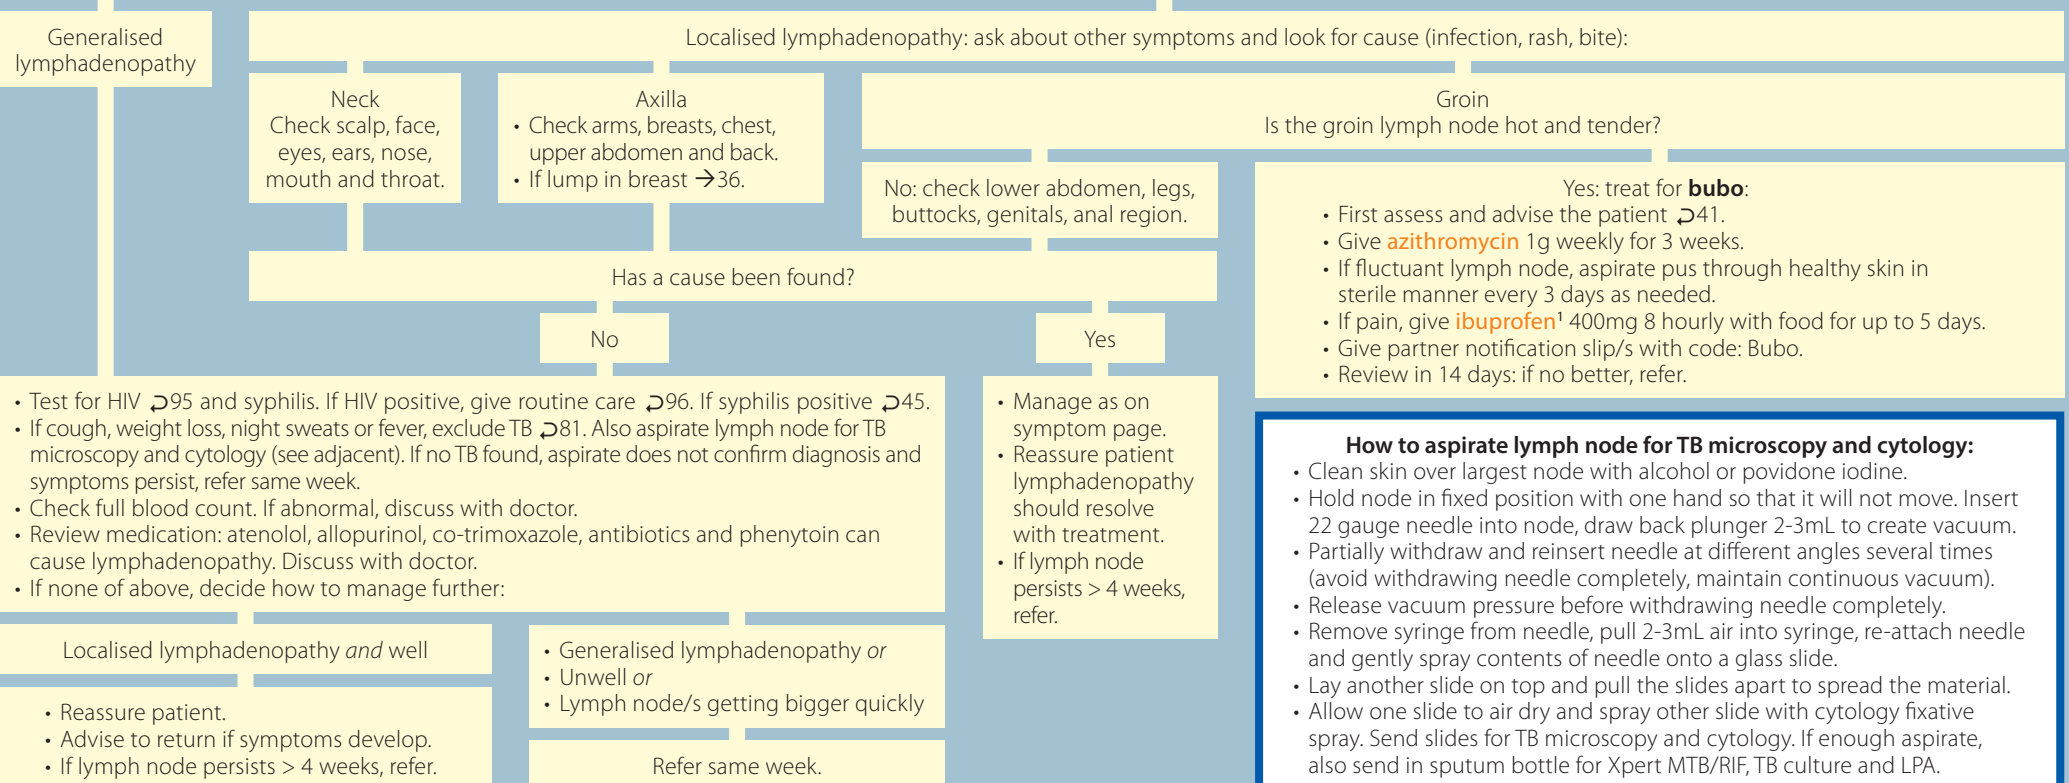 Generalised
lymphadenopathy
Localised lymphadenopathy: ask about other symptoms and look for cause (infection, rash, bite):
Neck
Check scalp, face,
eyes, ears, nose,
mouth and throat.
Axilla
• Check arms, breasts, chest,
upper abdomen and back.
• If lump in breast →36.
Groin
Is the groin lymph node hot and tender?
No: check lower abdomen, legs,
buttocks, genitals, anal region.
Yes: treat for bubo:
• First assess and advise the patient ⊃41.
• Give azithromycin 1g weekly for 3 weeks.
• If fluctuant lymph node, aspirate pus through healthy skin in
sterile manner every 3 days as needed.
• If pain, give ibuprofen¹ 400mg 8 hourly with food for up to 5 days.
• Give partner notification slip/s with code: Bubo.
• Review in 14 days: if no better, refer.
Has a cause been found?
No
Yes
• Test for HIV ⊃95 and syphilis. If HIV positive, give routine care ⊃96. If syphilis positive ⊃45.
• If cough, weight loss, night sweats or fever, exclude TB ⊃81. Also aspirate lymph node for TB
microscopy and cytology (see adjacent). If no TB found, aspirate does not confirm diagnosis and
symptoms persist, refer same week.
• Check full blood count. If abnormal, discuss with doctor.
• Review medication: atenolol, allopurinol, co-trimoxazole, antibiotics and phenytoin can
cause lymphadenopathy. Discuss with doctor.
• If none of above, decide how to manage further:
• Manage as on
symptom page.
• Reassure patient
lymphadenopathy
should resolve
with treatment.
• If lymph node
persists > 4 weeks,
refer.
Localised lymphadenopathy and well
• Reassure patient.
• Advise to return if symptoms develop.
• If lymph node persists > 4 weeks, refer.
• Generalised lymphadenopathy or
• Unwell or
• Lymph node/s getting bigger quickly
Refer same week.
How to aspirate lymph node for TB microscopy and cytology:
• Clean skin over largest node with alcohol or povidone iodine.
• Hold node in fixed position with one hand so that it will not move. Insert
22 gauge needle into node, draw back plunger 2-3mL to create vacuum.
• Partially withdraw and reinsert needle at different angles several times
(avoid withdrawing needle completely, maintain continuous vacuum).
• Release vacuum pressure before withdrawing needle completely.
• Remove syringe from needle, pull 2-3mL air into syringe, re-attach needle
and gently spray contents of needle onto a glass slide.
• Lay another slide on top and pull the slides apart to spread the material.
• Allow one slide to air dry and spray other slide with cytology fixative
spray. Send slides for TB microscopy and cytology. If enough aspirate,
also send in sputum bottle for Xpert MTB/RIF, TB culture and LPA.